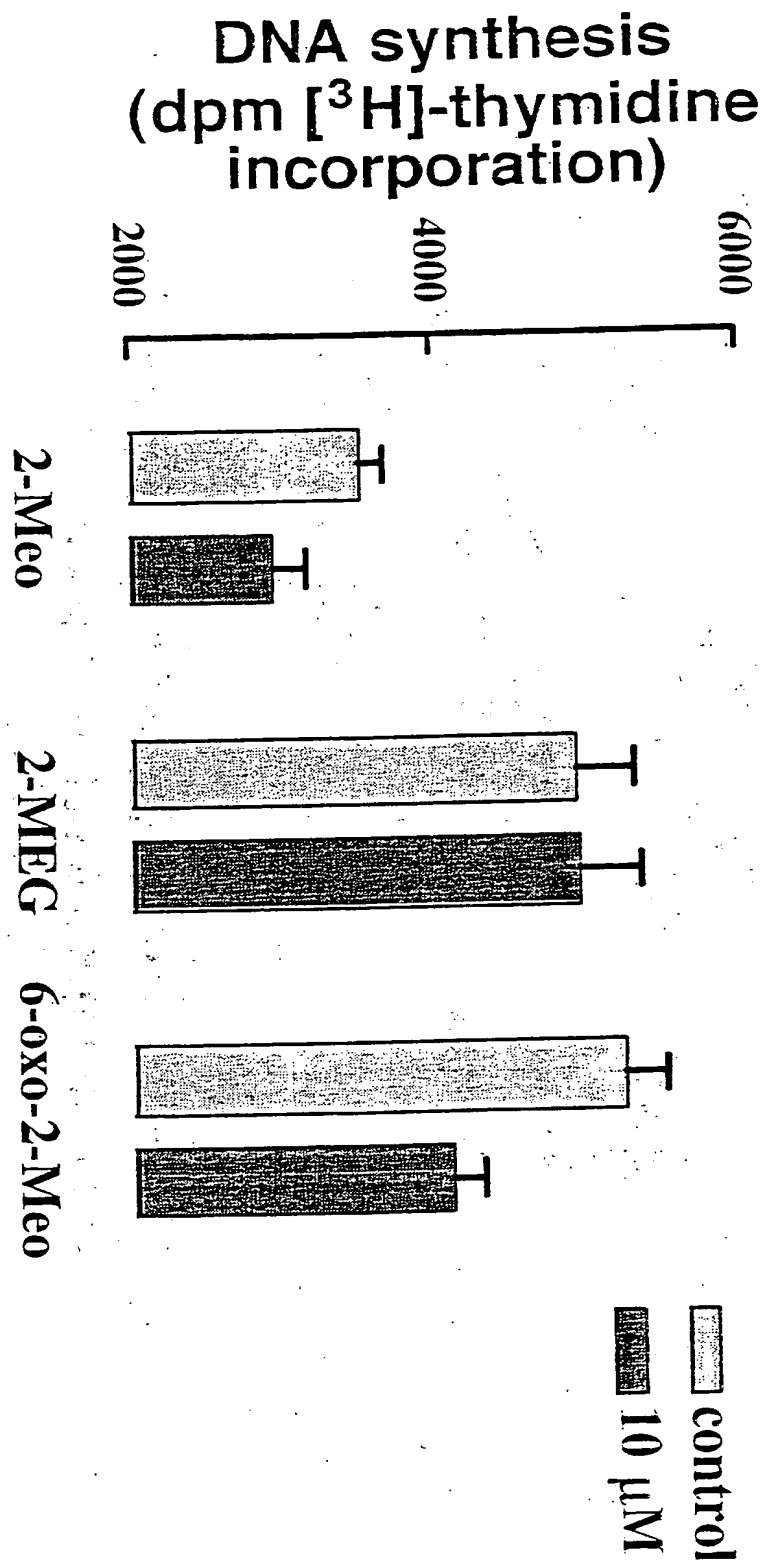 DNA synthesis
(dpm [³H]-thymidine
incorporation)
6000
4000
2000
2-Meo
2-MEG
6-oxo-2-Meo
control
10 µM